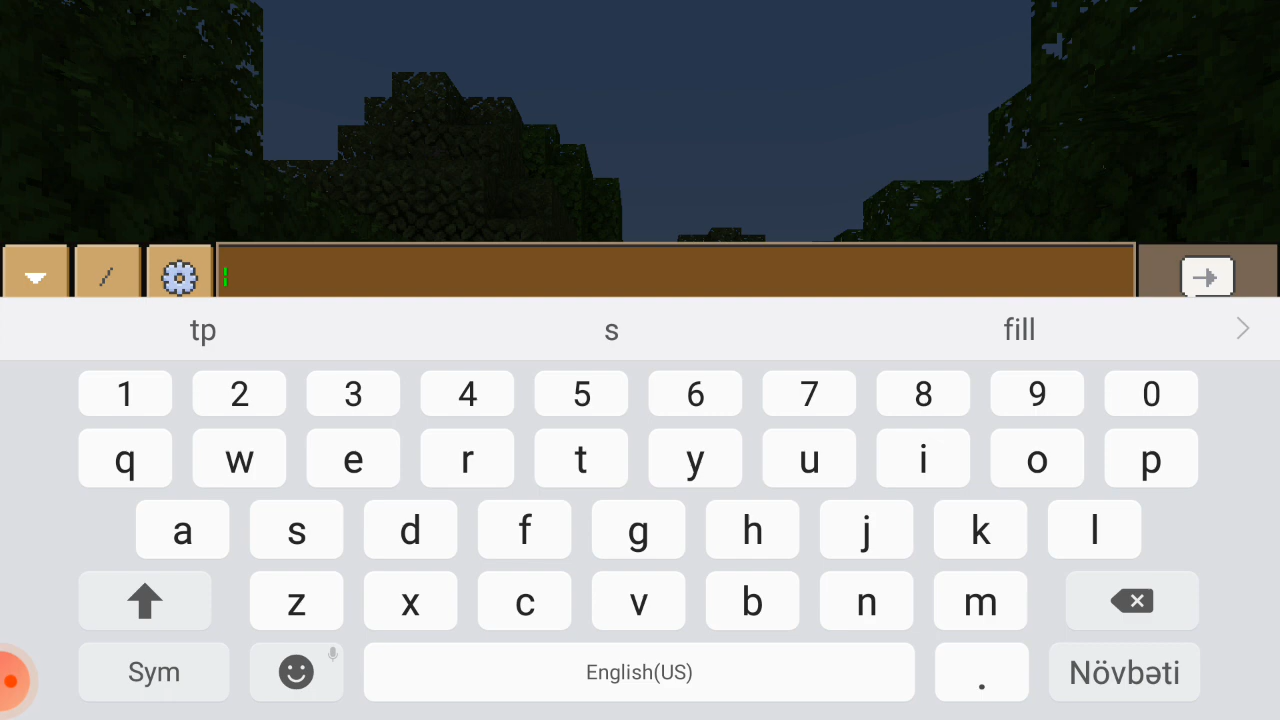 /
tp s fill
1 2 3 4 5 6 7 8 9 0
q w e r t y u i o p
a s d f g h j k l
z x c v b n m
Sym English(US) . Növbəti